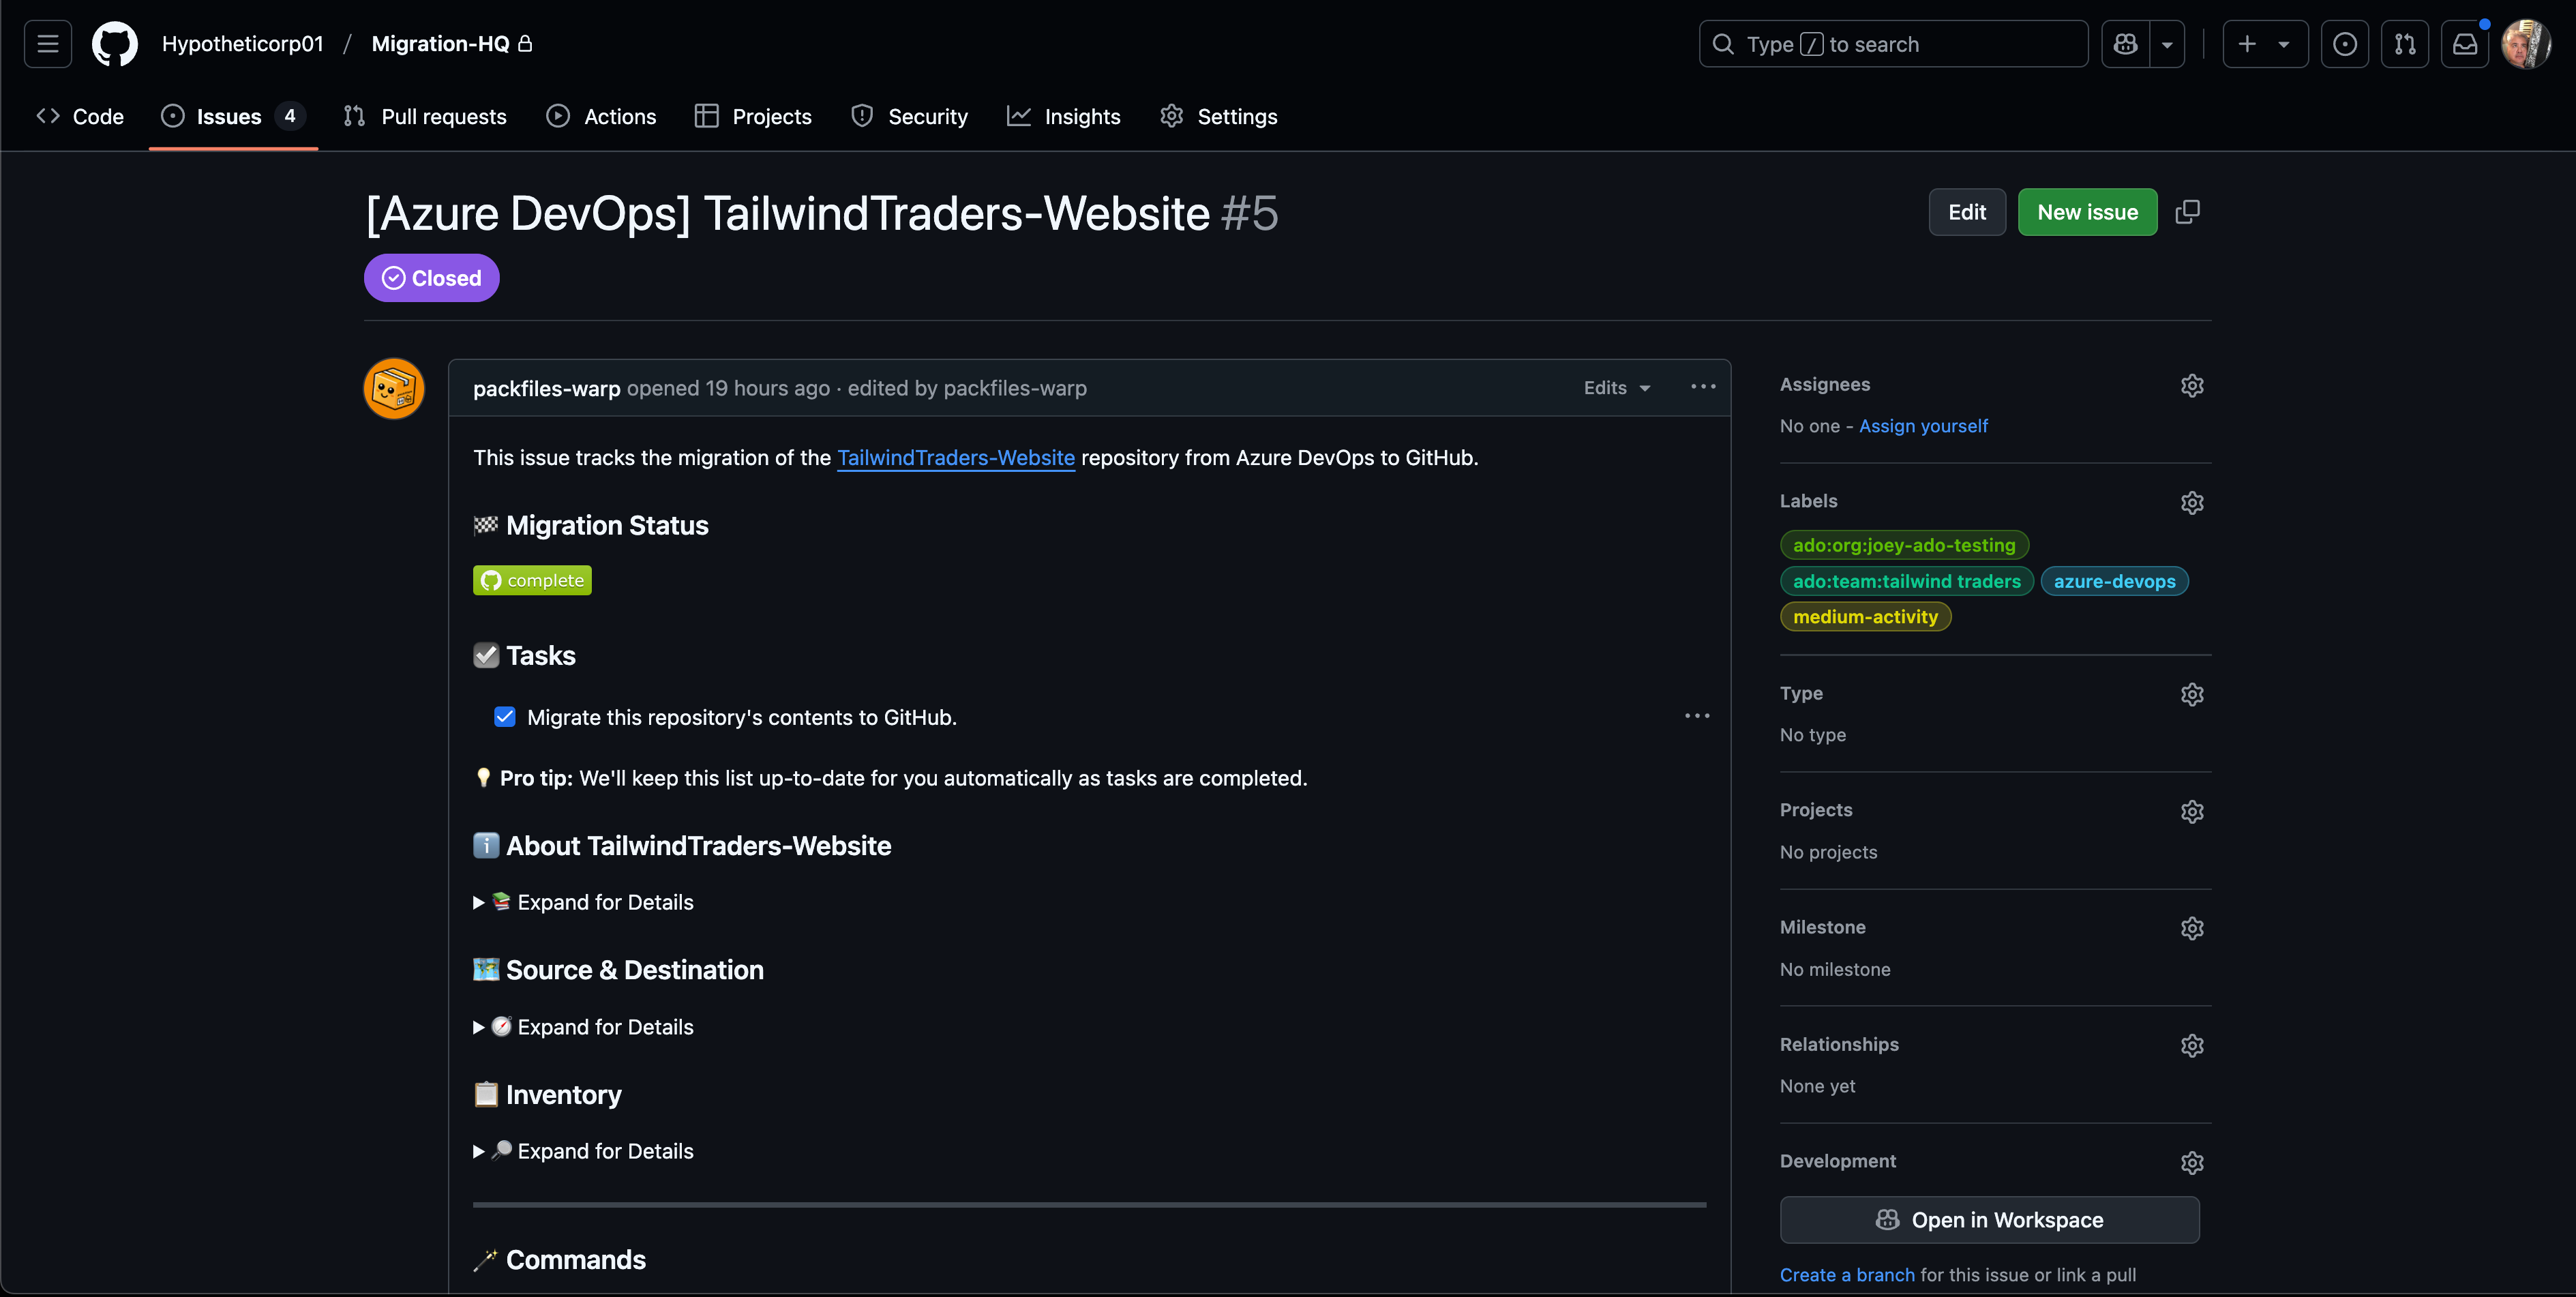 Hypotheticorp01 / Migration-HQ
Type / to search
Code Issues 4 Pull requests Actions Projects Security Insights Settings
[Azure DevOps] TailwindTraders-Website #5
Edit New issue
Closed
packfiles-warp opened 19 hours ago · edited by packfiles-warp
Edits
This issue tracks the migration of the TailwindTraders-Website repository from Azure DevOps to GitHub.
Migration Status
complete
Tasks
Migrate this repository's contents to GitHub.
Pro tip: We'll keep this list up-to-date for you automatically as tasks are completed.
About TailwindTraders-Website
Expand for Details
Source & Destination
Expand for Details
Inventory
Expand for Details
Commands
Assignees
No one - Assign yourself
Labels
ado:org:joey-ado-testing
ado:team:tailwind traders azure-devops
medium-activity
Type
No type
Projects
No projects
Milestone
No milestone
Relationships
None yet
Development
Open in Workspace
Create a branch for this issue or link a pull